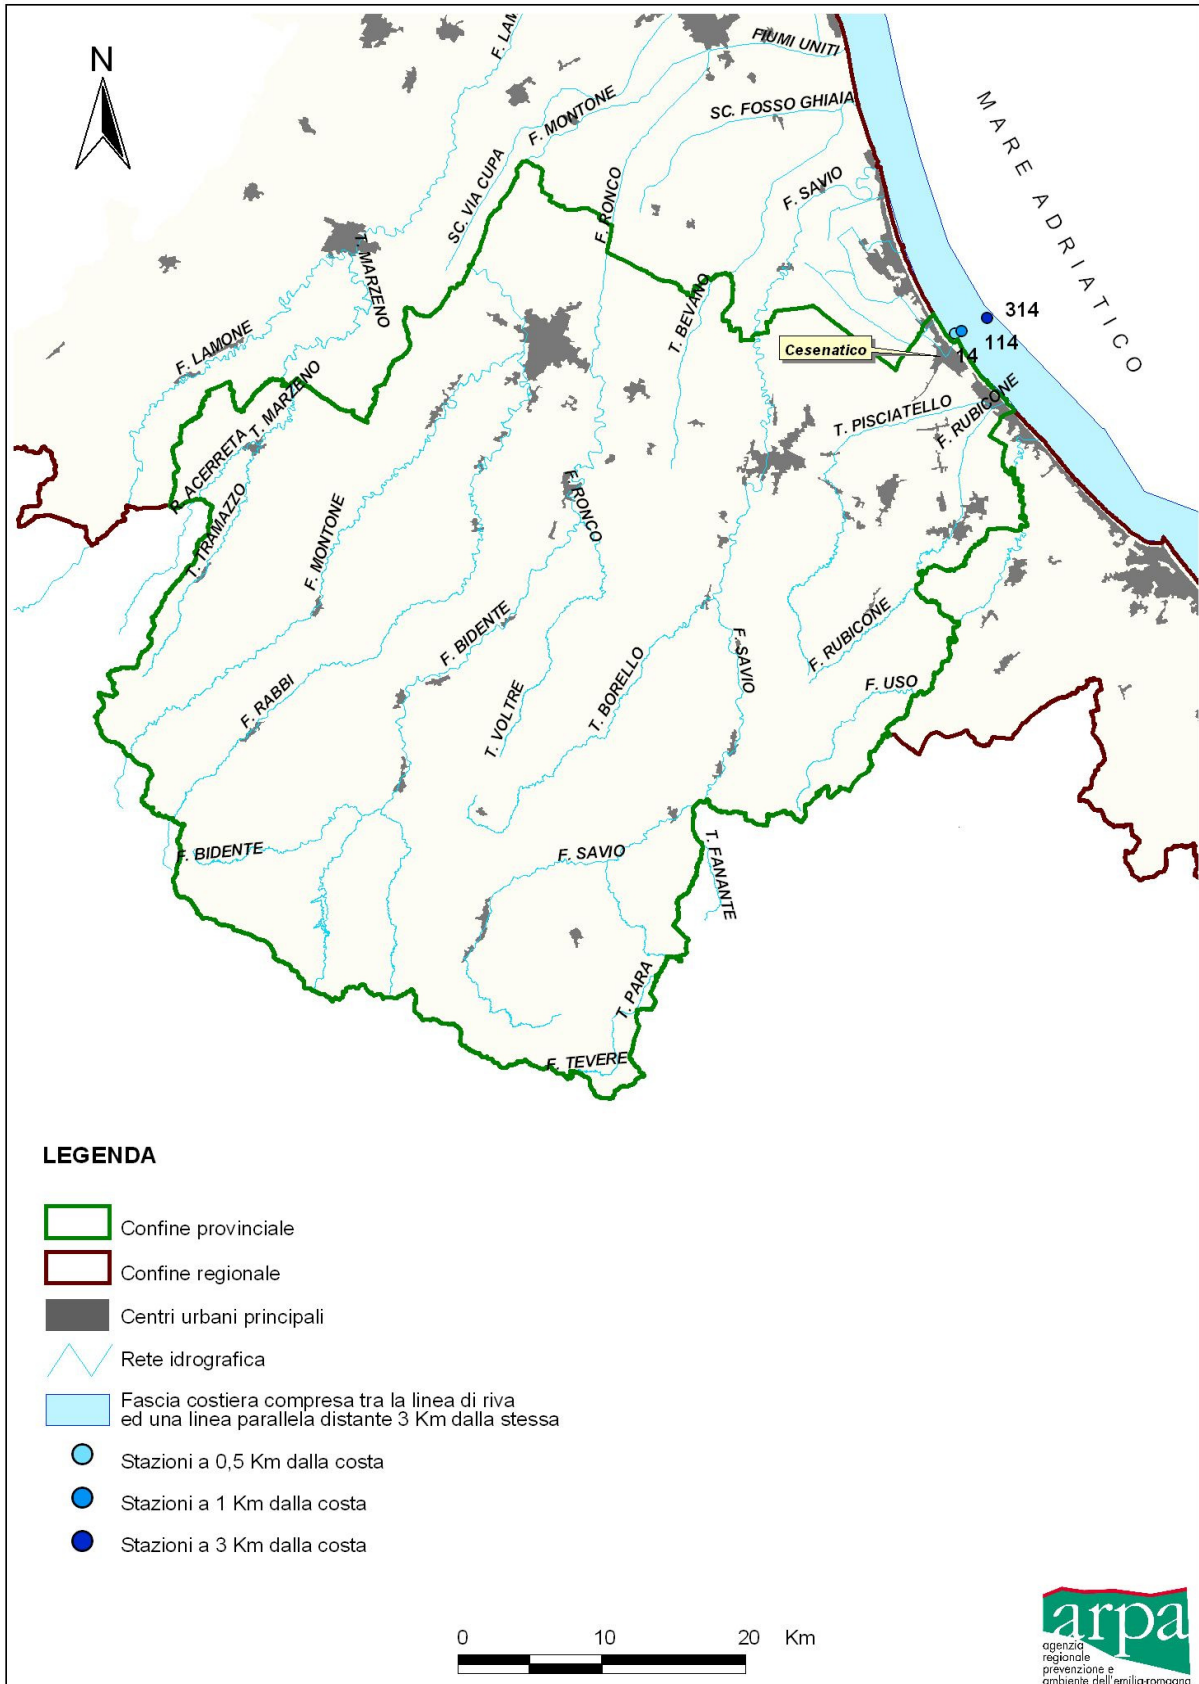 N
F. LAM
FIUMI UNITI
SC. FOSSO GHIAIA
F. MONTONE
MARE ADRIATICO
SC. VIA CUPA
F. RONCO
F. SAVIO
T. MARZENO
T. BEVANO
314
114
14
Cesenatico
F. LAMONE
T. MARZENO
R. ACERRETA
T. PISCIATELLO
F. RUBICONE
T. TRAMAZZO
F. MONTONE
F. RONCO
F. BIDENTE
F. RABBI
T. VOLTRE
T. BORELLO
F. SAVIO
F. RUBICONE
F. USO
F. BIDENTE
F. SAVIO
T. FANANTE
T. PARA
F. TEVERE
LEGENDA
Confine provinciale
Confine regionale
Centri urbani principali
Rete idrografica
Fascia costiera compresa tra la linea di riva
ed una linea parallela distante 3 Km dalla stessa
Stazioni a 0,5 Km dalla costa
Stazioni a 1 Km dalla costa
Stazioni a 3 Km dalla costa
0 10 20 Km
arpa
agenzia
regionale
prevenzione e
ambiente dell'emilia-romagna